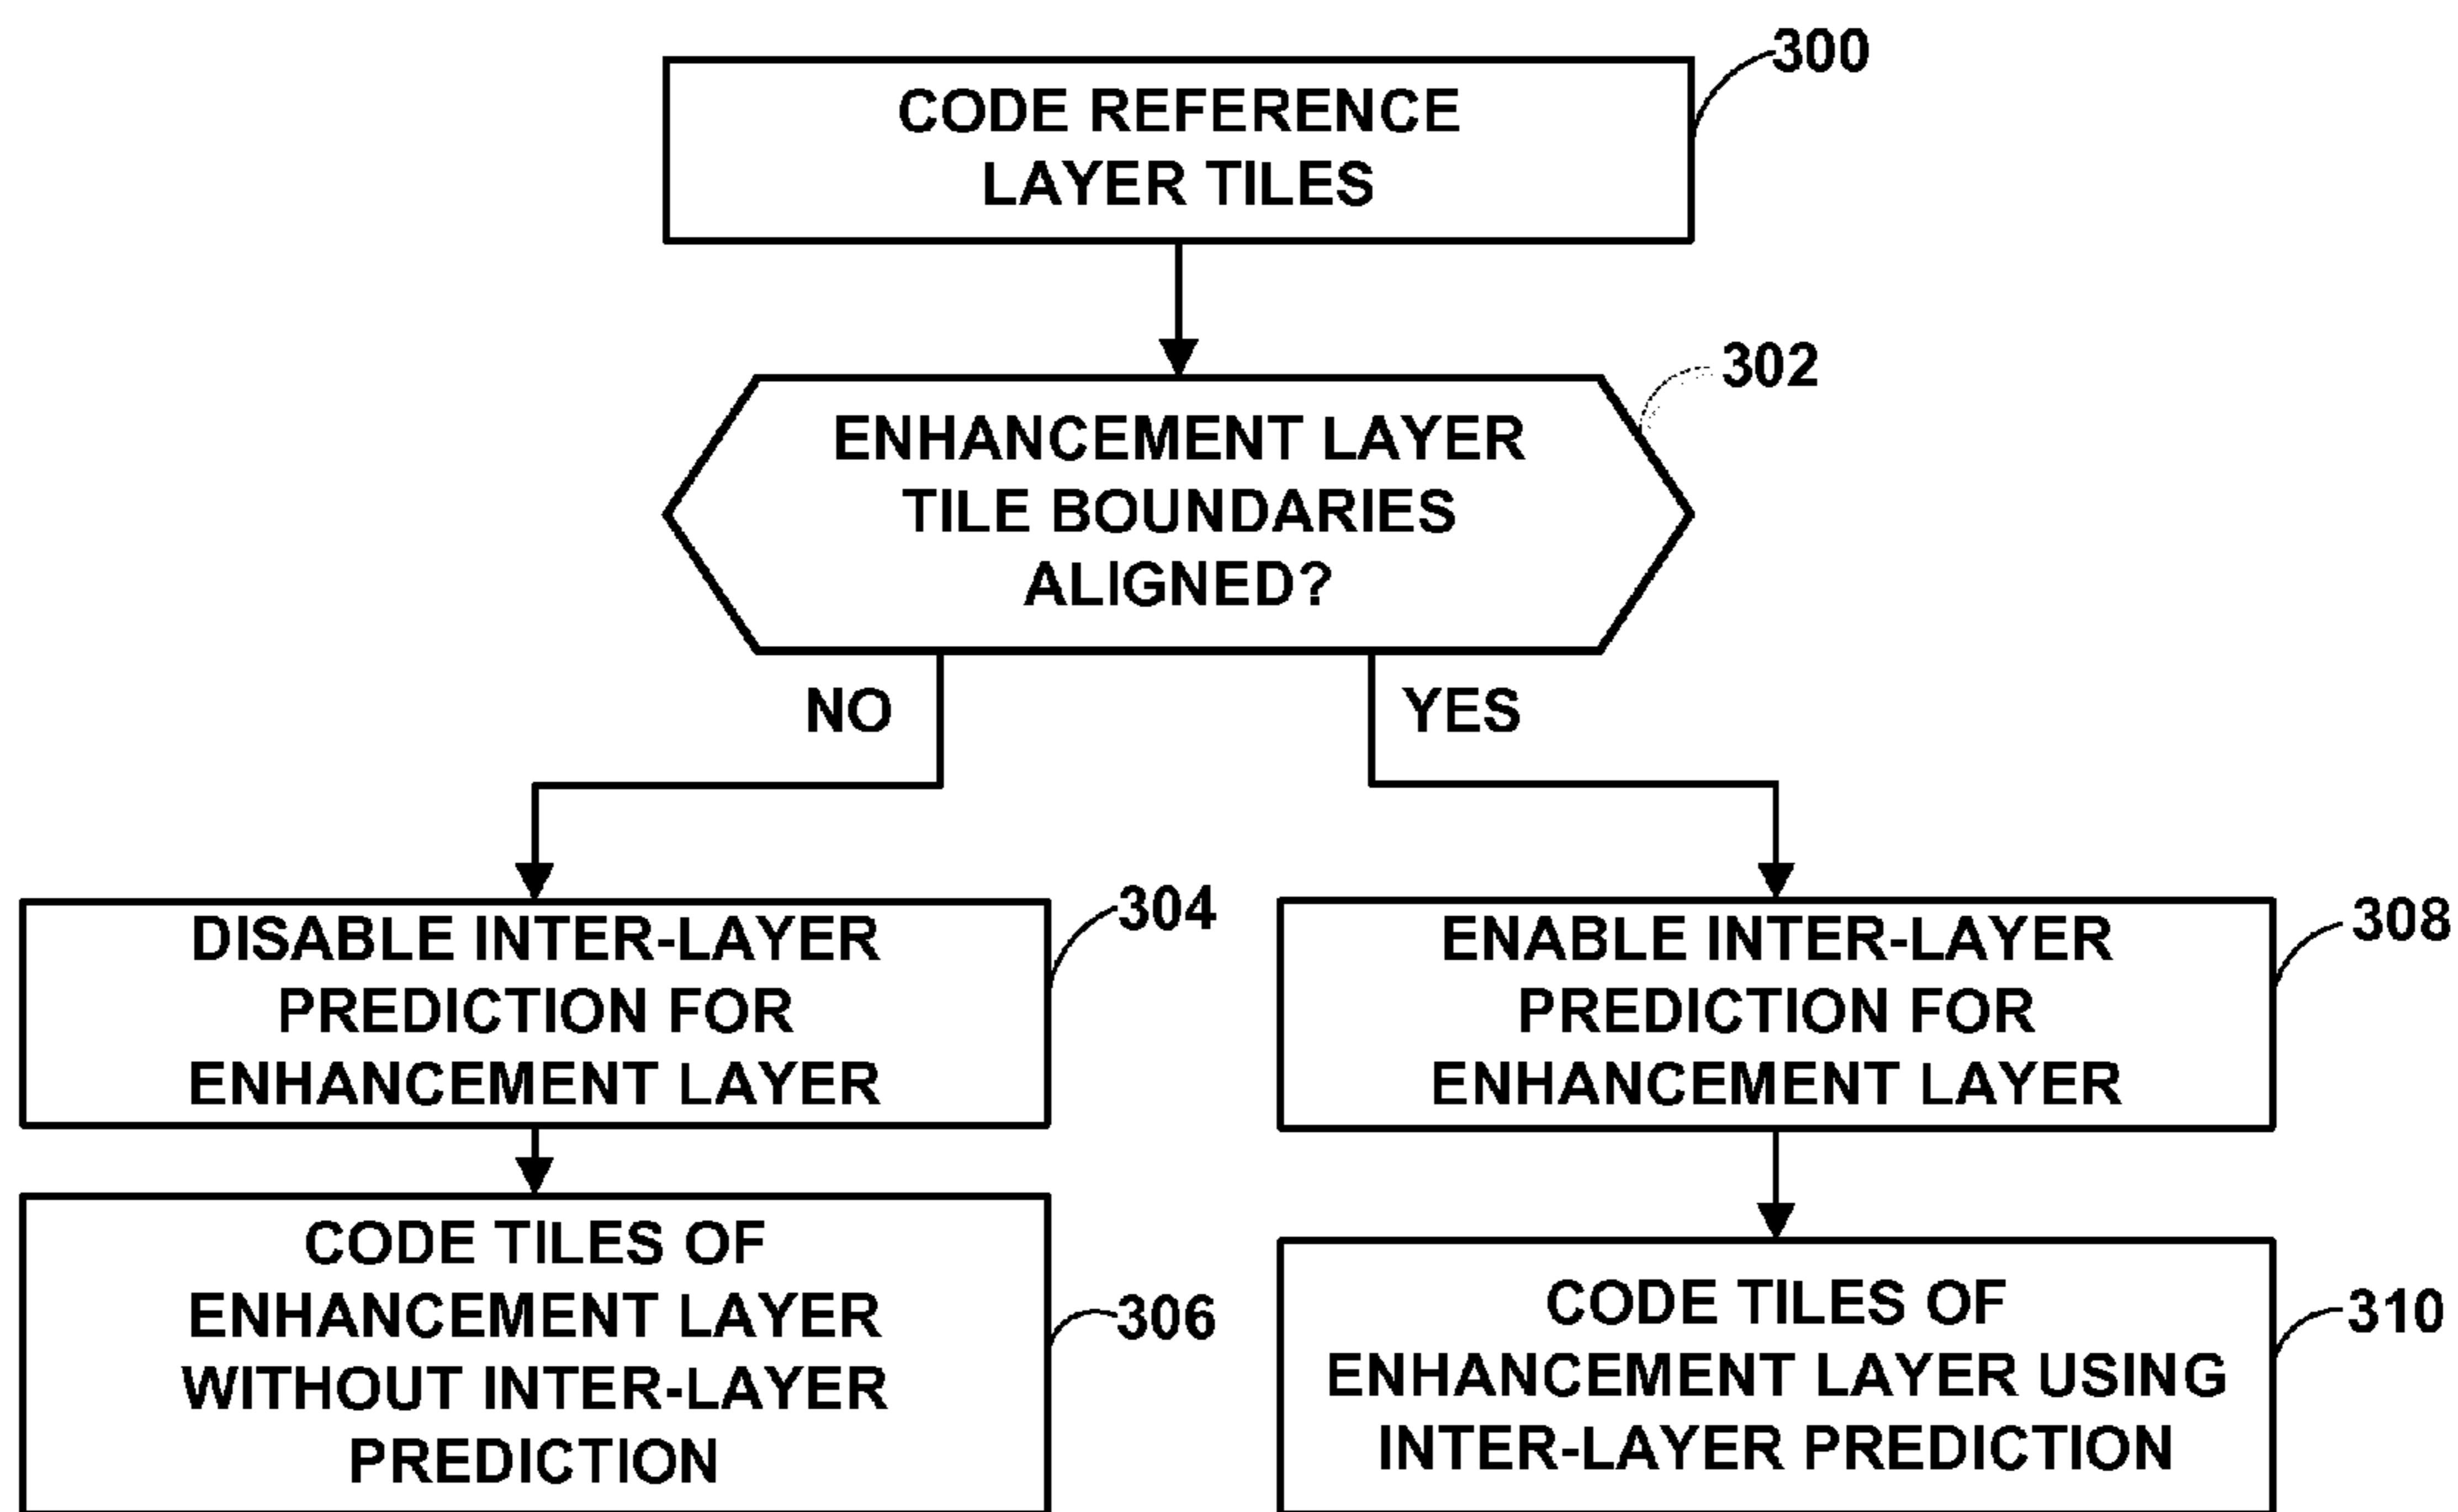 300
CODE REFERENCE
LAYER TILES
302
ENHANCEMENT LAYER
TILE BOUNDARIES
ALIGNED?
NO
YES
304
DISABLE INTER-LAYER
PREDICTION FOR
ENHANCEMENT LAYER
308
ENABLE INTER-LAYER
PREDICTION FOR
ENHANCEMENT LAYER
CODE TILES OF
ENHANCEMENT LAYER
WITHOUT INTER-LAYER
PREDICTION
306
CODE TILES OF
ENHANCEMENT LAYER USING
INTER-LAYER PREDICTION
310